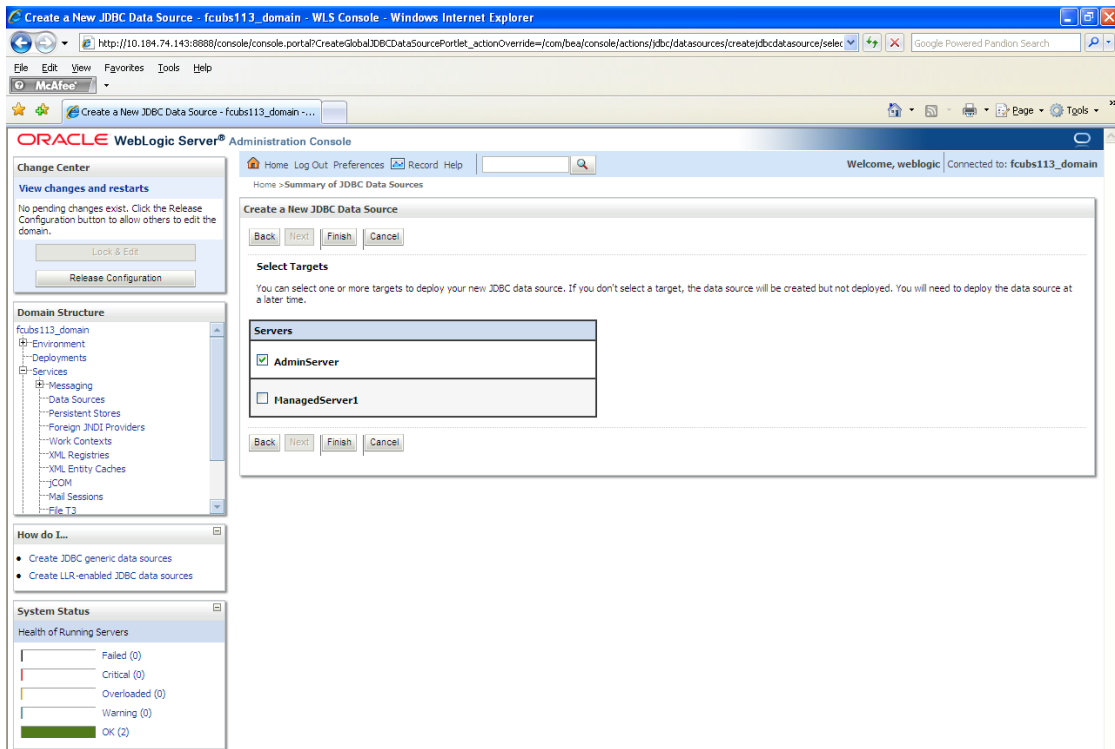 Create a New JDBC Data Source - fcubs113_domain - WLS Console - Windows Internet Explorer
http://10.184.74.143:8888/console/console.portal?CreateGlobalJDBCDataSourcePortlet_actionOverride=/com/bea/console/actions/jdbc/datasources/createjdbcdatasource/selec
Google Powered Pandion Search
File Edit View Favorites Tools Help
McAfee
Create a New JDBC Data Source - fcubs113_domain -...
Page Tools
ORACLE WebLogic Server® Administration Console
Change Center
View changes and restarts
No pending changes exist. Click the Release
Configuration button to allow others to edit the
domain.
Lock & Edit
Release Configuration
Domain Structure
fcubs113_domain
Environment
Deployments
Services
Messaging
Data Sources
Persistent Stores
Foreign JNDI Providers
Work Contexts
XML Registries
XML Entity Caches
jCOM
Mail Sessions
File T3
How do I...
Create JDBC generic data sources
Create LLR-enabled JDBC data sources
System Status
Health of Running Servers
Failed (0)
Critical (0)
Overloaded (0)
Warning (0)
OK (2)
Home Log Out Preferences Record Help
Welcome, weblogic Connected to: fcubs113_domain
Home >Summary of JDBC Data Sources
Create a New JDBC Data Source
Back Next Finish Cancel
Select Targets
You can select one or more targets to deploy your new JDBC data source. If you don't select a target, the data source will be created but not deployed. You will need to deploy the data source at
a later time.
Servers
AdminServer
ManagedServer1
Back Next Finish Cancel